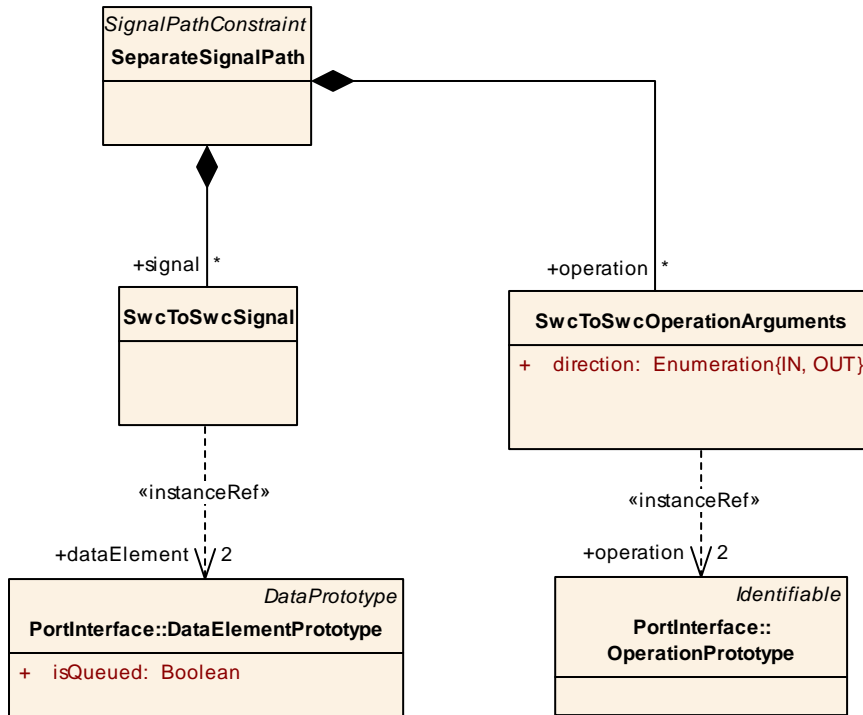 SignalPathConstraint
SeparateSignalPath
+signal *
+operation *
SwcToSwcSignal
SwcToSwcOperationArguments
+ direction: Enumeration{IN, OUT}
«instanceRef»
«instanceRef»
+dataElement 2
+operation 2
DataPrototype
PortInterface::DataElementPrototype
+ isQueued: Boolean
Identifiable
PortInterface::
OperationPrototype